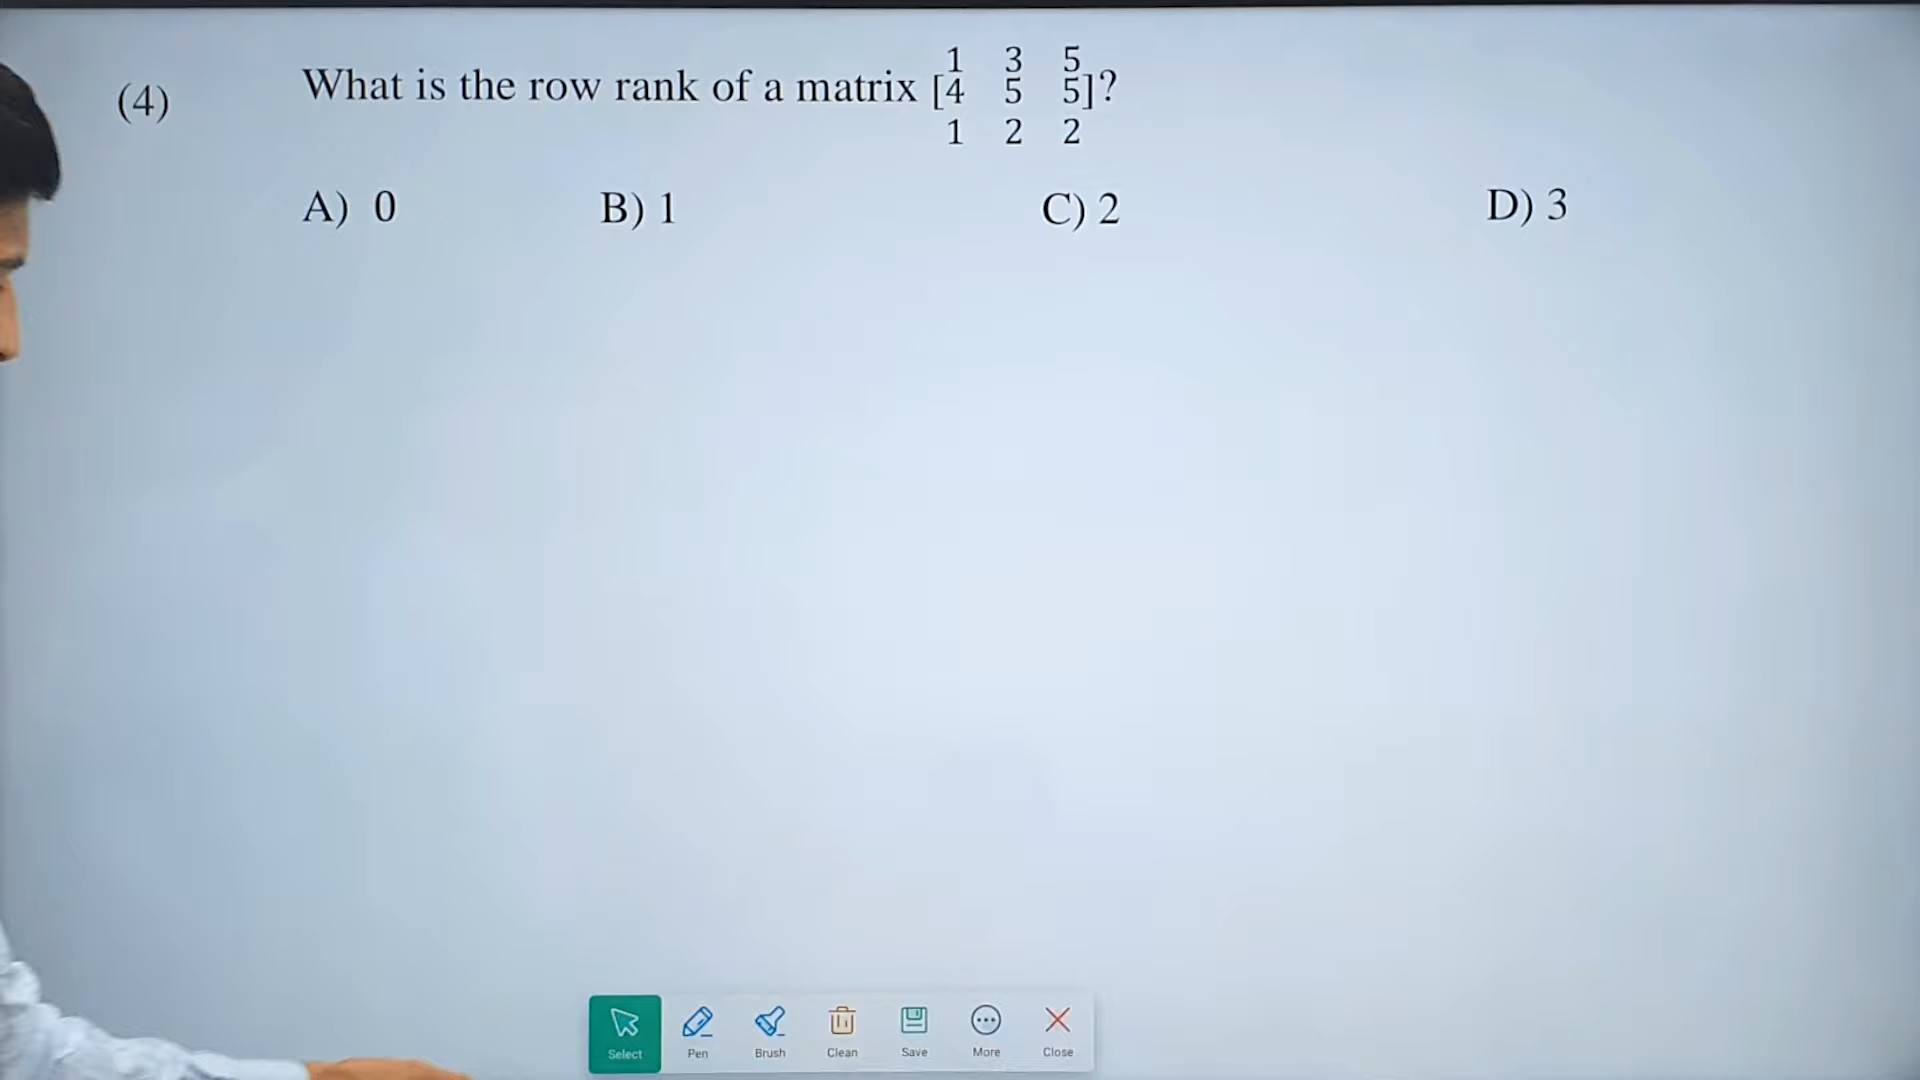 (4) What is the row rank of a matrix [1 3 5
4 5 5
1 2 2]?
A) 0 B) 1 C) 2 D) 3
Select Pen Brush Clean Save More Close